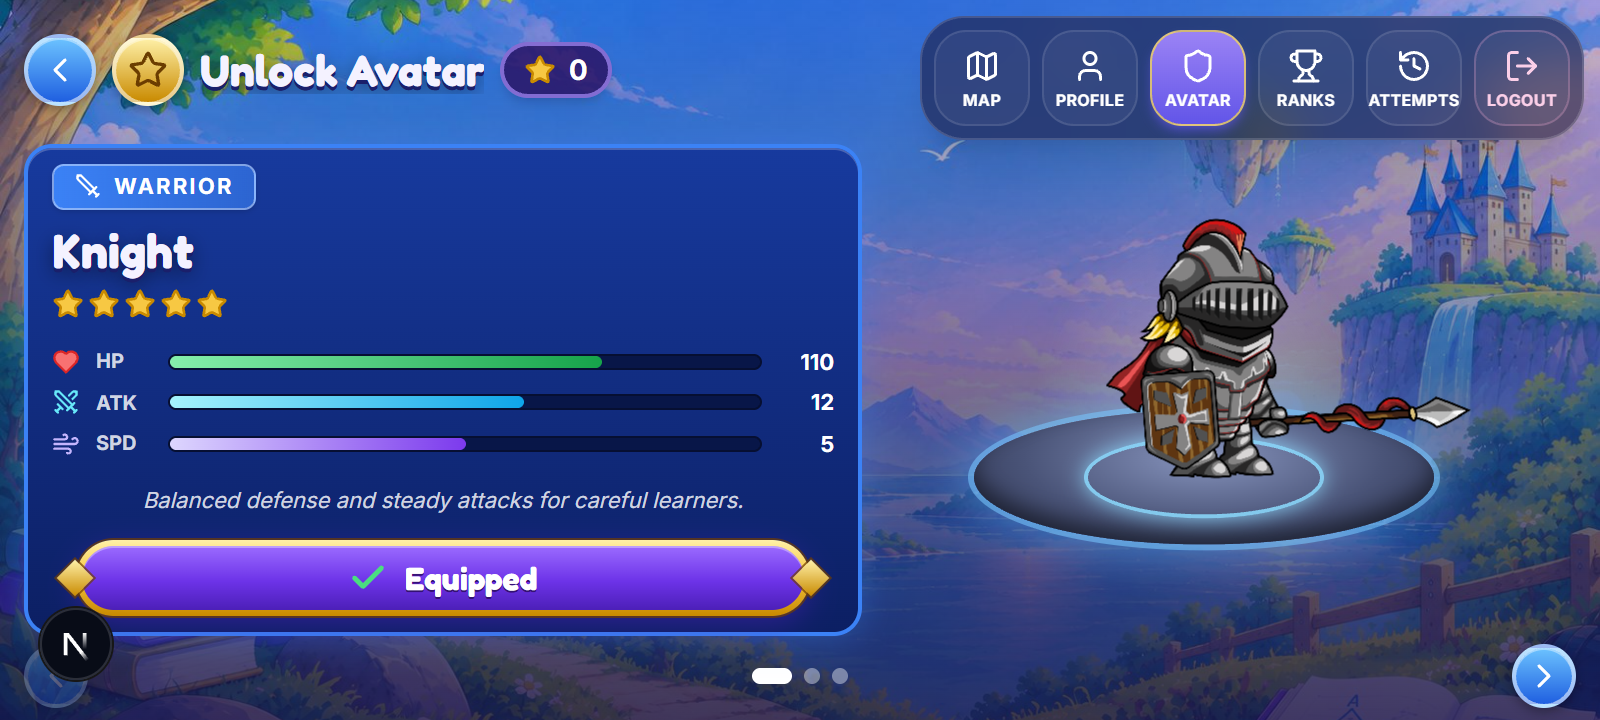 Unlock Avatar
0
MAP
PROFILE
AVATAR
RANKS
ATTEMPTS
LOGOUT
WARRIOR
Knight
HP
110
ATK
12
SPD
5
Balanced defense and steady attacks for careful learners.
Equipped
N
A